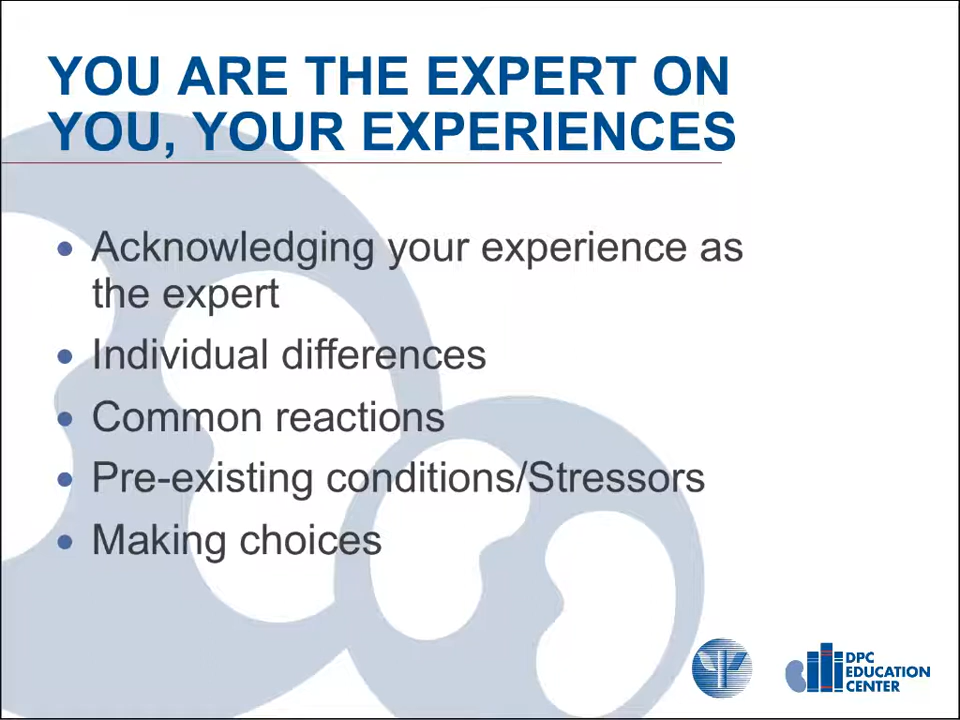 YOU ARE THE EXPERT ON
YOU, YOUR EXPERIENCES
• Acknowledging your experience as
the expert
• Individual differences
• Common reactions
• Pre-existing conditions/Stressors
• Making choices
DPC
EDUCATION
CENTER